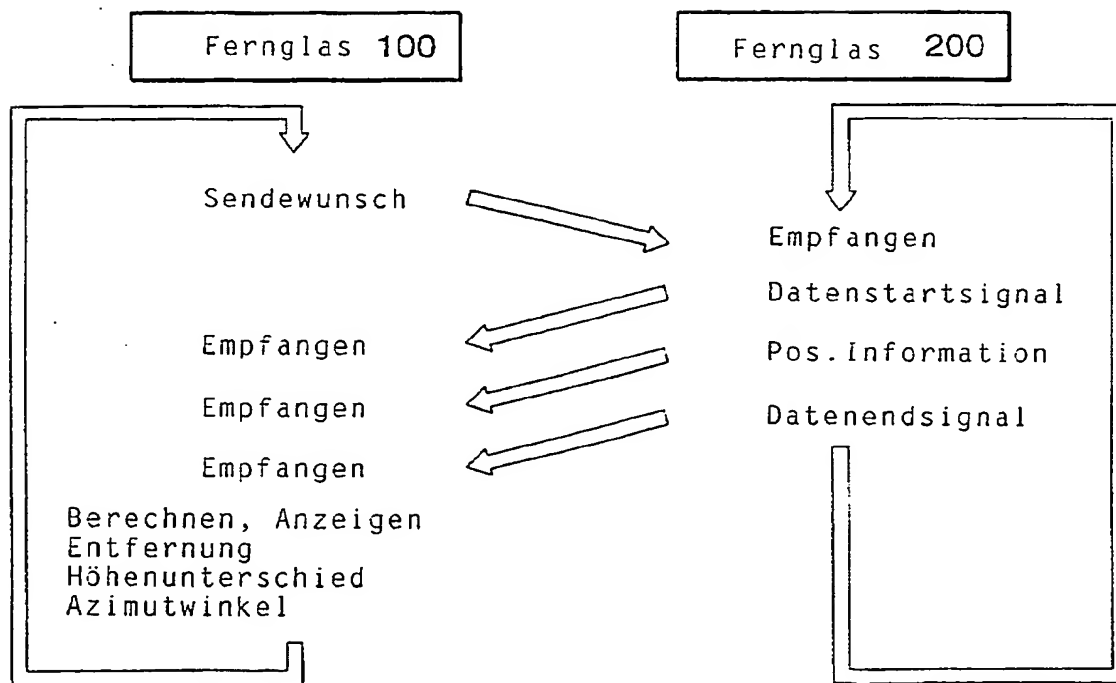 Fernglas 100
Fernglas 200
Sendewunsch
Empfangen
Datenstartsignal
Empfangen
Pos.Information
Empfangen
Datenendsignal
Empfangen
Berechnen, Anzeigen
Entfernung
Höhenunterschied
Azimutwinkel